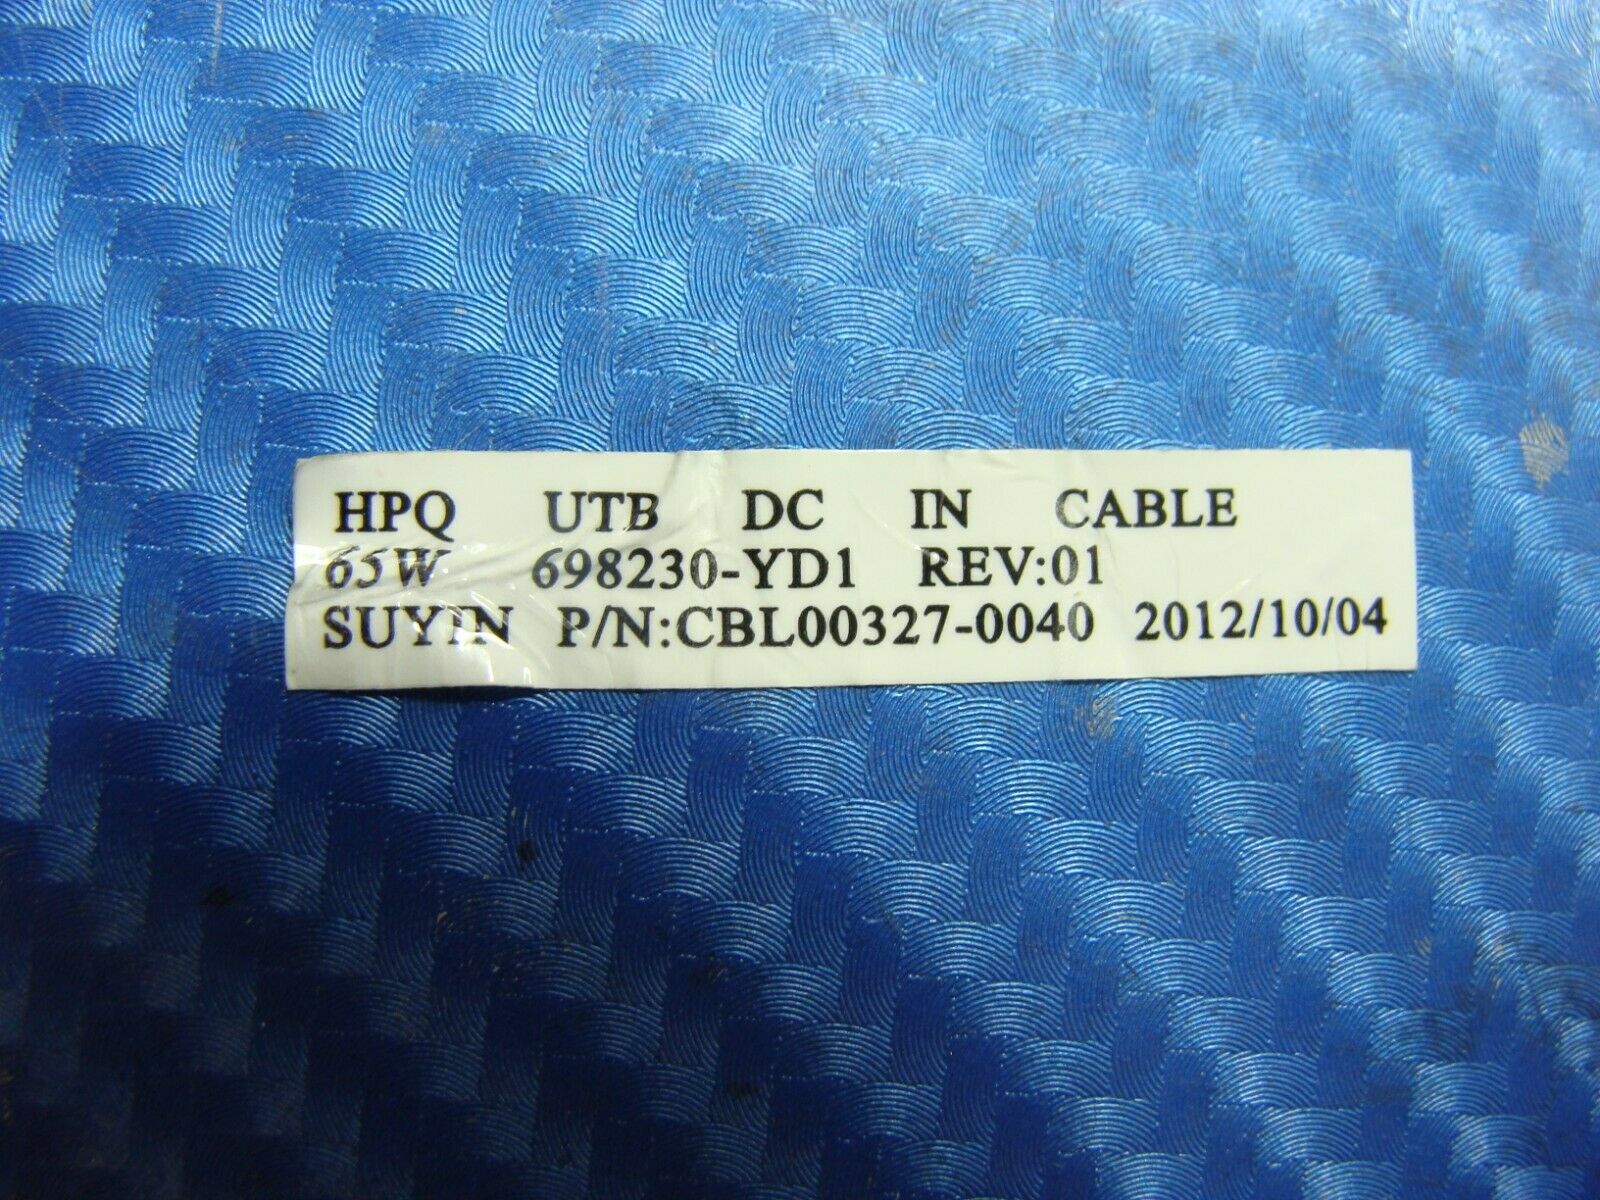 HPQ UTB DC IN CABLE
65W 698230-YD1 REV:01
SUYIN P/N:CBL00327-0040 2012/10/04